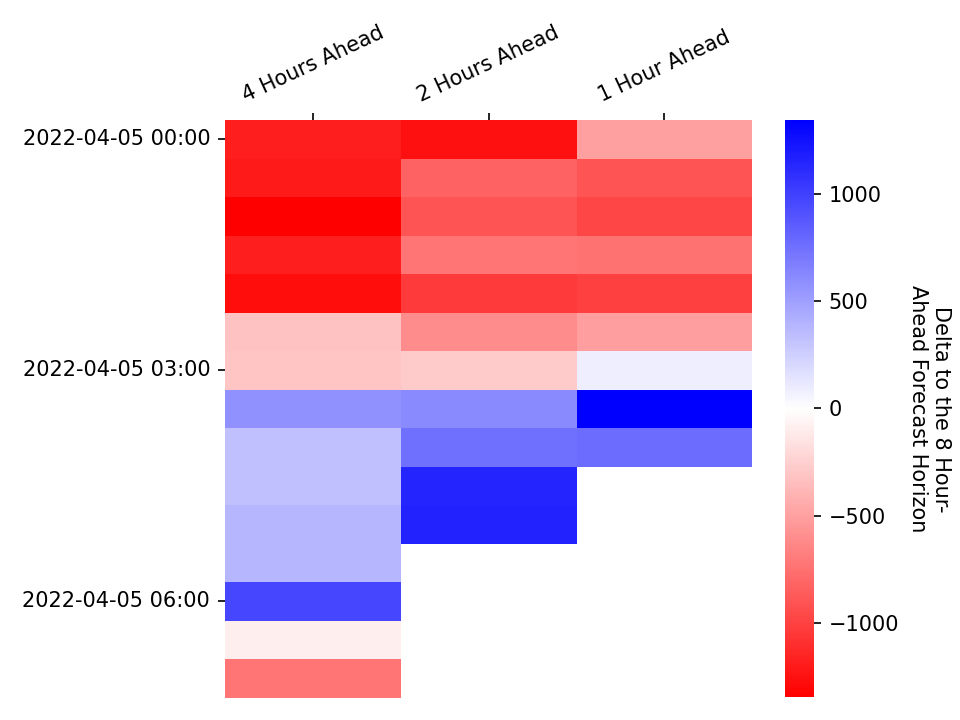 4 Hours Ahead
2 Hours Ahead
1 Hour Ahead
2022-04-05 00:00
2022-04-05 03:00
2022-04-05 06:00
1000
500
0
−500
−1000
Delta to the 8 Hour-
Ahead Forecast Horizon